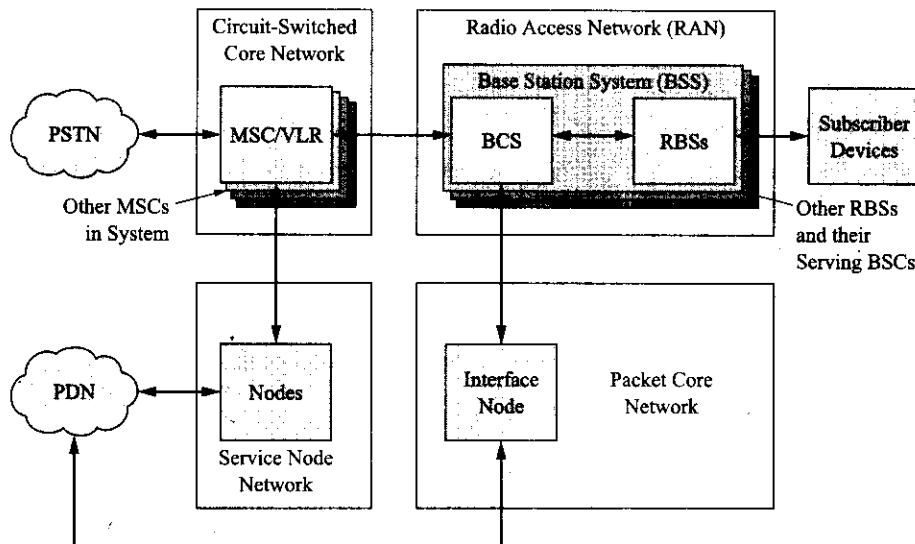 Circuit-Switched
Core Network
Radio Access Network (RAN)
Base Station System (BSS)
PSTN
MSC/VLR
BCS
RBSs
Subscriber
Devices
Other MSCs
in System
Other RBSs
and their
Serving BSCs
PDN
Nodes
Interface
Node
Packet Core
Network
Service Node
Network